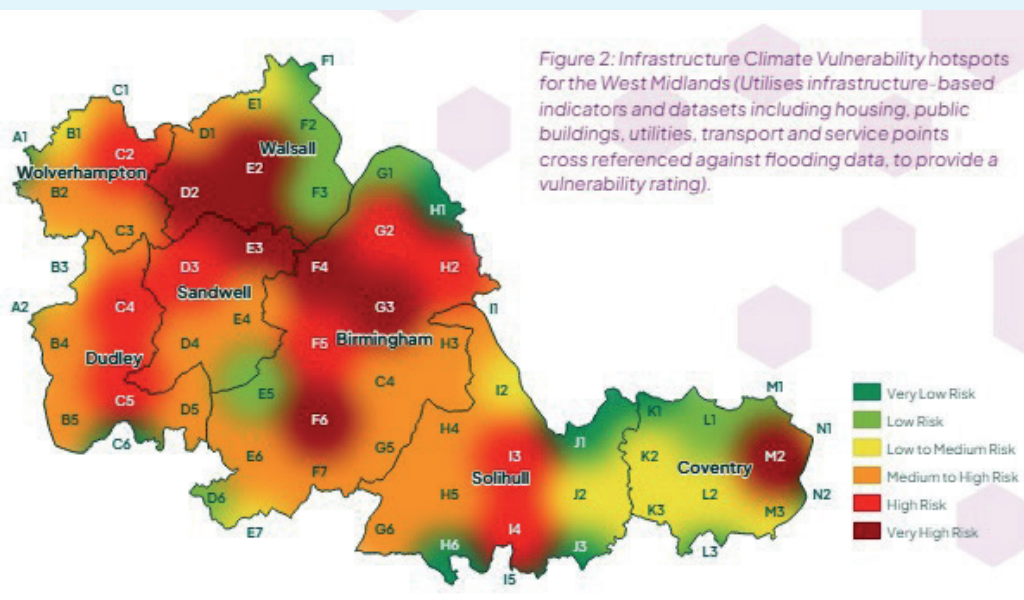 Figure 2: Infrastructure Climate Vulnerability hotspots
for the West Midlands (Utilises infrastructure-based
indicators and datasets including housing, public
buildings, utilities, transport and service points
cross referenced against flooding data, to provide a
vulnerability rating).
F1
C1
E1
A1
B1
D1
F2
C2
Walsall
E2
Wolverhampton
G1
B2
D2
F3
H1
C3
G2
E3
B3
D3
F4
H2
Sandwell
A2
C4
G3
I1
E4
B4
D4
F5
Birmingham
H3
Dudley
C4
E5
I2
C5
M1
Very Low Risk
D5
B5
F6
K1
L1
Low Risk
C6
H4
N1
J1
G5
Low to Medium Risk
E6
I3
K2
M2
F7
Solihull
Coventry
Medium to High Risk
D6
H5
J2
L2
N2
High Risk
K3
M3
E7
G6
I4
Very High Risk
H6
J3
L3
I5